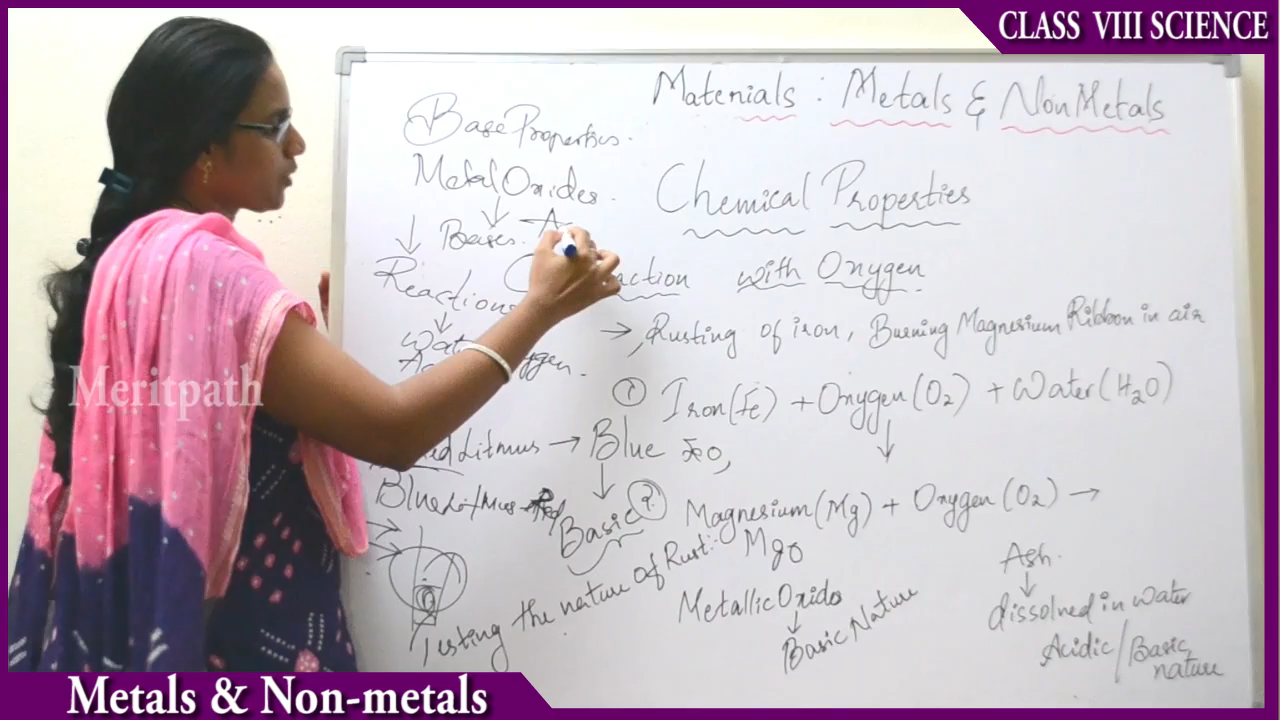 CLASS VIII SCIENCE
Materials : Metals & NonMetals
Base Properties.
Metal Oxides.
Chemical Properties
Bases.
Reactions
with Oxygen
Rusting of iron, Burning Magnesium Ribbon in air
Meritpath
① Iron (Fe) + Oxygen (O2) + Water (H2O)
Litmus → Blue
Blue Litmus → Red
Basic
② Magnesium (Mg) + Oxygen (O2) →
MgO
Testing the nature of Rust:
Metallic Oxide
Basic Nature
Ash.
dissolved in water
Acidic / Basic
nature
Metals & Non-metals